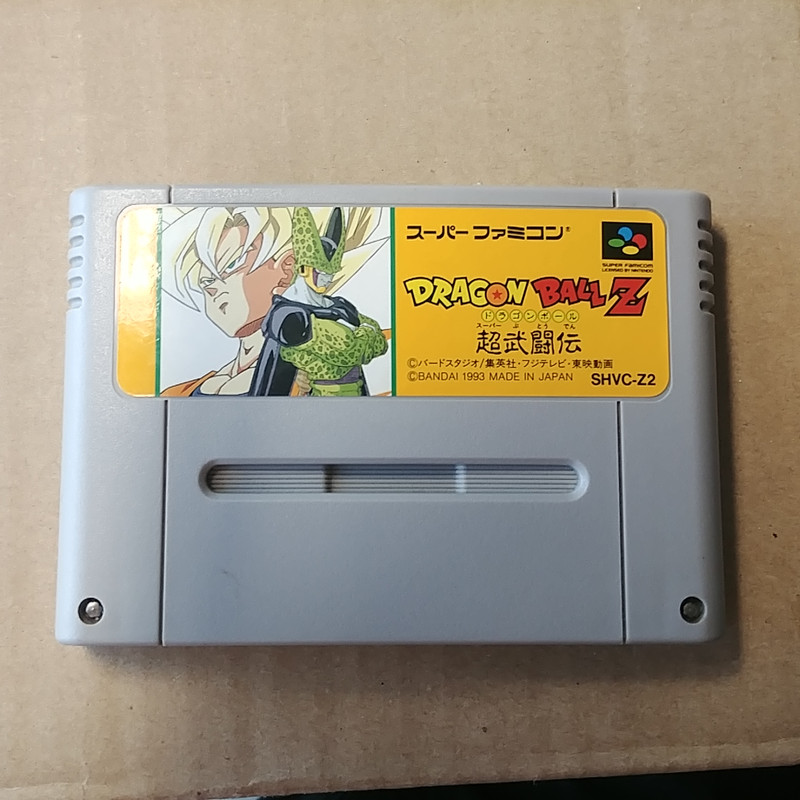 スーパー ファミコン®
SUPER FAMICOM
LICENSED BY NINTENDO
DRAGON BALL Z
ドラゴンボール
スーパー ぶ とう でん
超武闘伝
©バードスタジオ/集英社・フジテレビ・東映動画
©BANDAI 1993 MADE IN JAPAN
SHVC-Z2